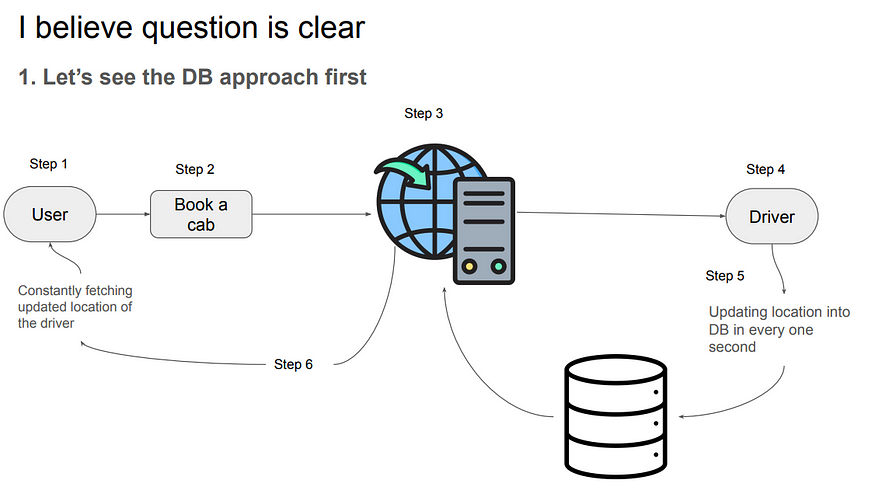 I believe question is clear
1. Let's see the DB approach first
Step 3
Step 1
Step 2
Step 4
User
Book a
cab
Driver
Step 5
Constantly fetching
updated location of
the driver
Updating location into
DB in every one
second
Step 6